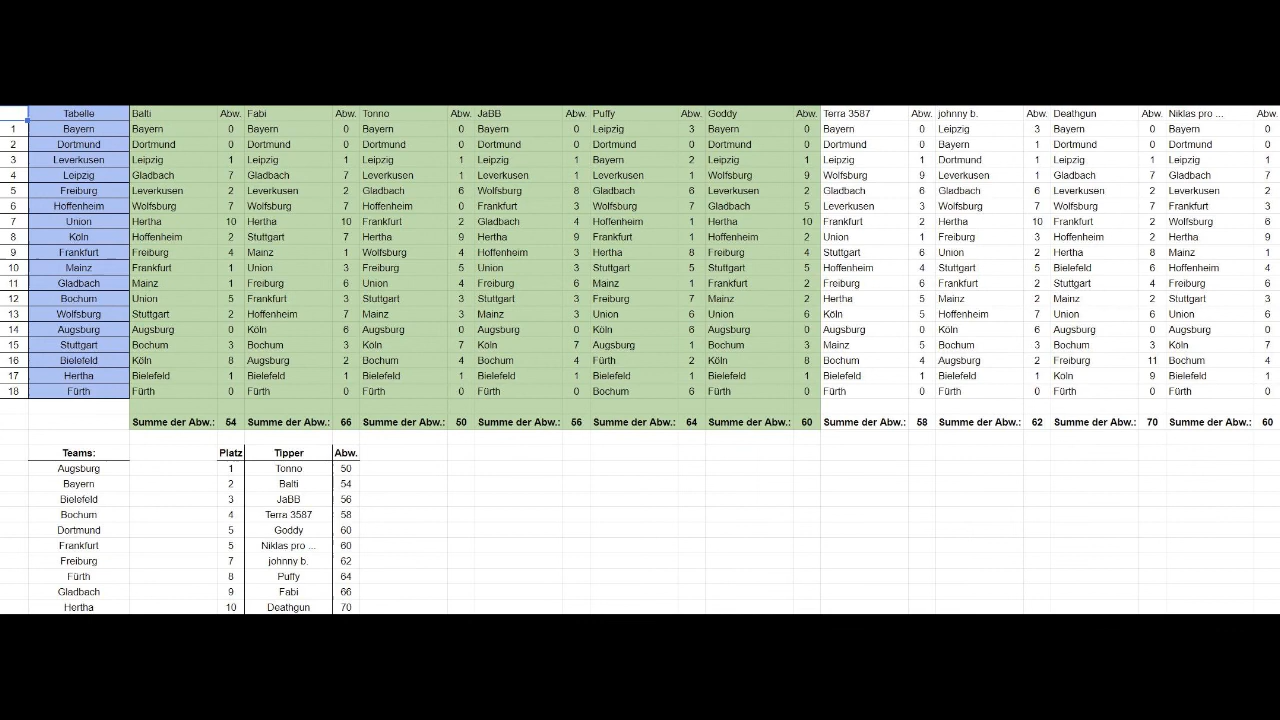 Tabelle Balti Abw. Fabi Abw. Tonno Abw. JaBB Abw. Puffy Abw. Goddy Abw. Terra 3587 Abw. johnny b. Abw. Deathgun Abw. Niklas pro ... Abw.
1 Bayern Bayern 0 Bayern 0 Bayern 0 Bayern 0 Leipzig 3 Bayern 0 Bayern 0 Leipzig 3 Bayern 0 Bayern 0
2 Dortmund Dortmund 0 Dortmund 0 Dortmund 0 Dortmund 0 Dortmund 0 Dortmund 0 Dortmund 0 Bayern 1 Dortmund 0 Dortmund 0
3 Leverkusen Leipzig 1 Leipzig 1 Leipzig 1 Leipzig 1 Bayern 2 Leipzig 1 Leipzig 1 Dortmund 1 Leipzig 1 Leipzig 1
4 Leipzig Gladbach 7 Gladbach 7 Leverkusen 1 Leverkusen 1 Leverkusen 1 Wolfsburg 9 Wolfsburg 9 Leverkusen 1 Gladbach 7 Gladbach 7
5 Freiburg Leverkusen 2 Leverkusen 2 Gladbach 6 Wolfsburg 8 Gladbach 6 Leverkusen 2 Gladbach 6 Gladbach 6 Leverkusen 2 Leverkusen 2
6 Hoffenheim Wolfsburg 7 Wolfsburg 7 Hoffenheim 0 Frankfurt 3 Wolfsburg 7 Gladbach 5 Leverkusen 3 Wolfsburg 7 Wolfsburg 7 Frankfurt 3
7 Union Hertha 10 Hertha 10 Frankfurt 2 Gladbach 4 Hoffenheim 1 Hertha 10 Frankfurt 2 Hertha 10 Frankfurt 2 Wolfsburg 6
8 Köln Hoffenheim 2 Stuttgart 7 Hertha 9 Hertha 9 Frankfurt 1 Hoffenheim 2 Union 1 Freiburg 3 Hoffenheim 2 Hertha 9
9 Frankfurt Freiburg 4 Mainz 1 Wolfsburg 4 Hoffenheim 3 Hertha 8 Freiburg 4 Stuttgart 6 Union 2 Hertha 8 Mainz 1
10 Mainz Frankfurt 1 Union 3 Freiburg 5 Union 3 Stuttgart 5 Stuttgart 5 Hoffenheim 4 Stuttgart 5 Bielefeld 6 Hoffenheim 4
11 Gladbach Mainz 1 Freiburg 6 Union 4 Freiburg 6 Mainz 1 Frankfurt 2 Freiburg 6 Frankfurt 2 Stuttgart 4 Freiburg 6
12 Bochum Union 5 Frankfurt 3 Stuttgart 3 Stuttgart 3 Freiburg 7 Mainz 2 Hertha 5 Mainz 2 Mainz 2 Stuttgart 3
13 Wolfsburg Stuttgart 2 Hoffenheim 7 Mainz 3 Mainz 3 Union 6 Union 6 Köln 5 Hoffenheim 7 Union 6 Union 6
14 Augsburg Augsburg 0 Köln 6 Augsburg 0 Augsburg 0 Köln 6 Augsburg 0 Augsburg 0 Köln 6 Augsburg 0 Augsburg 0
15 Stuttgart Bochum 3 Bochum 3 Köln 7 Köln 7 Augsburg 1 Bochum 3 Mainz 5 Bochum 3 Bochum 3 Köln 7
16 Bielefeld Köln 8 Augsburg 2 Bochum 4 Bochum 4 Fürth 2 Köln 8 Bochum 4 Augsburg 2 Freiburg 11 Bochum 4
17 Hertha Bielefeld 1 Bielefeld 1 Bielefeld 1 Bielefeld 1 Bielefeld 1 Bielefeld 1 Bielefeld 1 Bielefeld 1 Köln 9 Bielefeld 1
18 Fürth Fürth 0 Fürth 0 Fürth 0 Fürth 0 Bochum 6 Fürth 0 Fürth 0 Fürth 0 Fürth 0 Fürth 0
Summe der Abw.: 54 Summe der Abw.: 66 Summe der Abw.: 50 Summe der Abw.: 56 Summe der Abw.: 64 Summe der Abw.: 60 Summe der Abw.: 58 Summe der Abw.: 62 Summe der Abw.: 70 Summe der Abw.: 60
Teams: Platz Tipper Abw.
Augsburg 1 Tonno 50
Bayern 2 Balti 54
Bielefeld 3 JaBB 56
Bochum 4 Terra 3587 58
Dortmund 5 Goddy 60
Frankfurt 5 Niklas pro ... 60
Freiburg 7 johnny b. 62
Fürth 8 Puffy 64
Gladbach 9 Fabi 66
Hertha 10 Deathgun 70